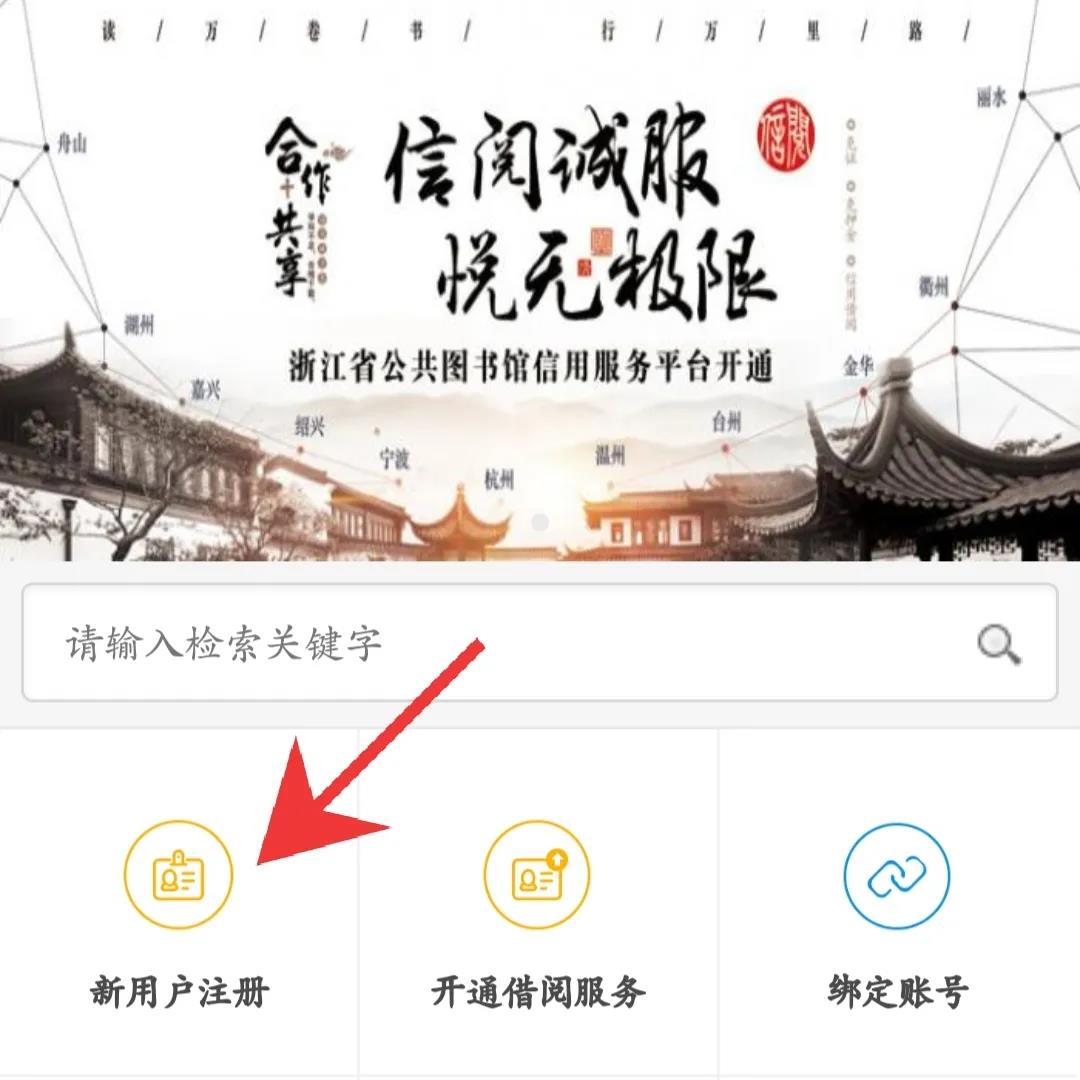 读 / 万 / 卷 / 书 / 行 / 万 / 里 / 路 /
丽水
舟山
合作
+
共享
信阅诚服
信閱
悦无极限
免证
免押金
信用借阅
衢州
湖州
浙江省公共图书馆信用服务平台开通
金华
嘉兴
绍兴
台州
宁波
温州
杭州
请输入检索关键字
新用户注册
开通借阅服务
绑定账号